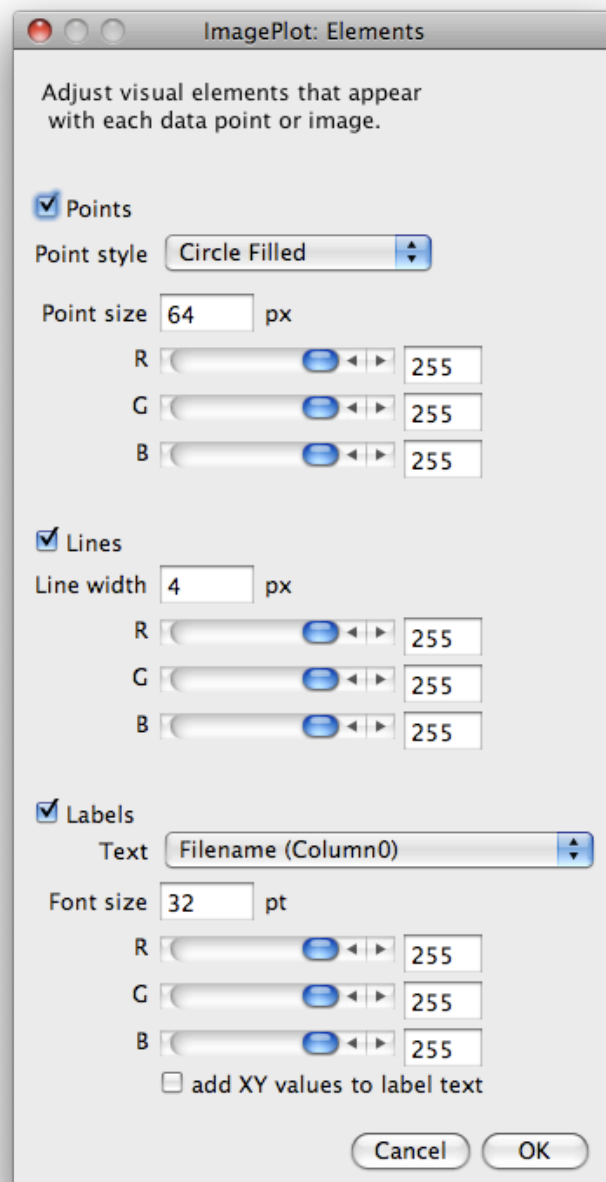 ImagePlot: Elements
Adjust visual elements that appear
with each data point or image.
Points
Point style Circle Filled
Point size 64 px
R 255
G 255
B 255
Lines
Line width 4 px
R 255
G 255
B 255
Labels
Text Filename (Column0)
Font size 32 pt
R 255
G 255
B 255
add XY values to label text
Cancel OK